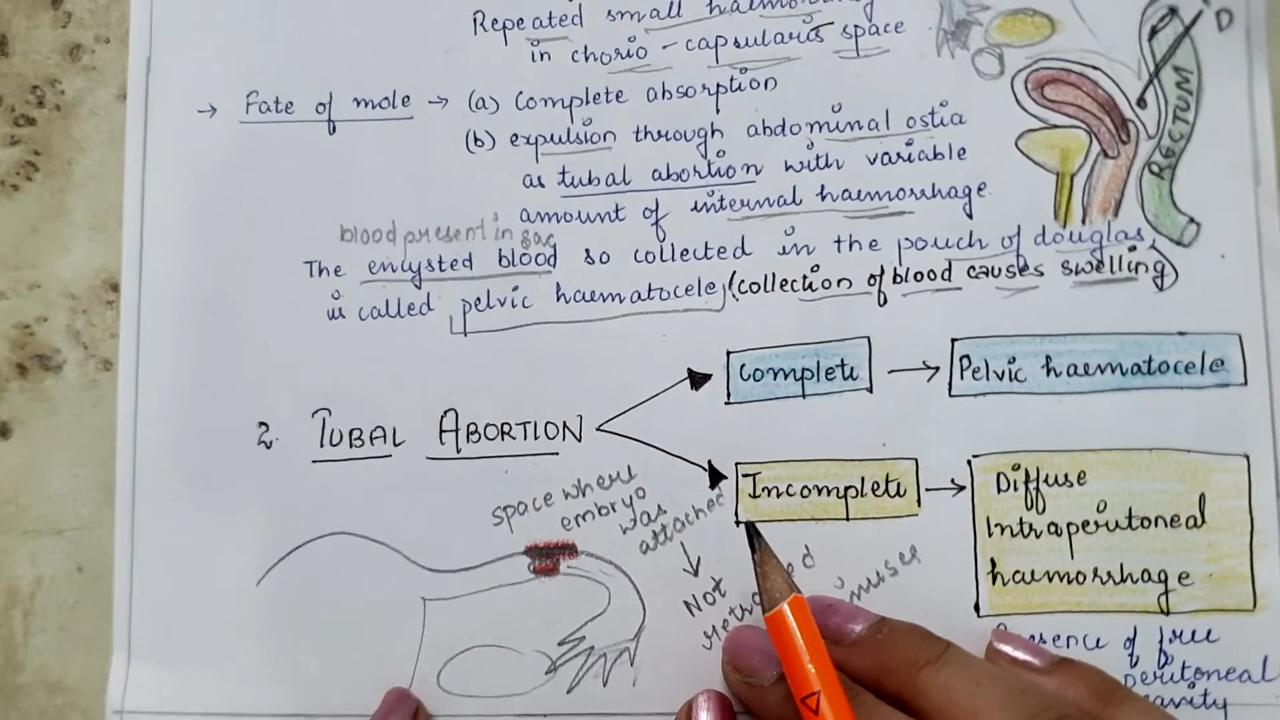 Repeated small
in chorio - capsularis space
D
→ Fate of mole → (a) Complete absorption
(b) expulsion through abdominal ostia
as tubal abortion with variable
amount of internal haemorrhage.
blood present in sac
The encysted blood so collected in the pouch of douglas,
is called pelvic haematocele, (collection of blood causes swelling)
RECTUM
2. TUBAL ABORTION
Complete → Pelvic haematocele
Incomplete → Diffuse
Intraperitoneal
haemorrhage
space where
embryo
was
attached
Not
of free
peritoneal